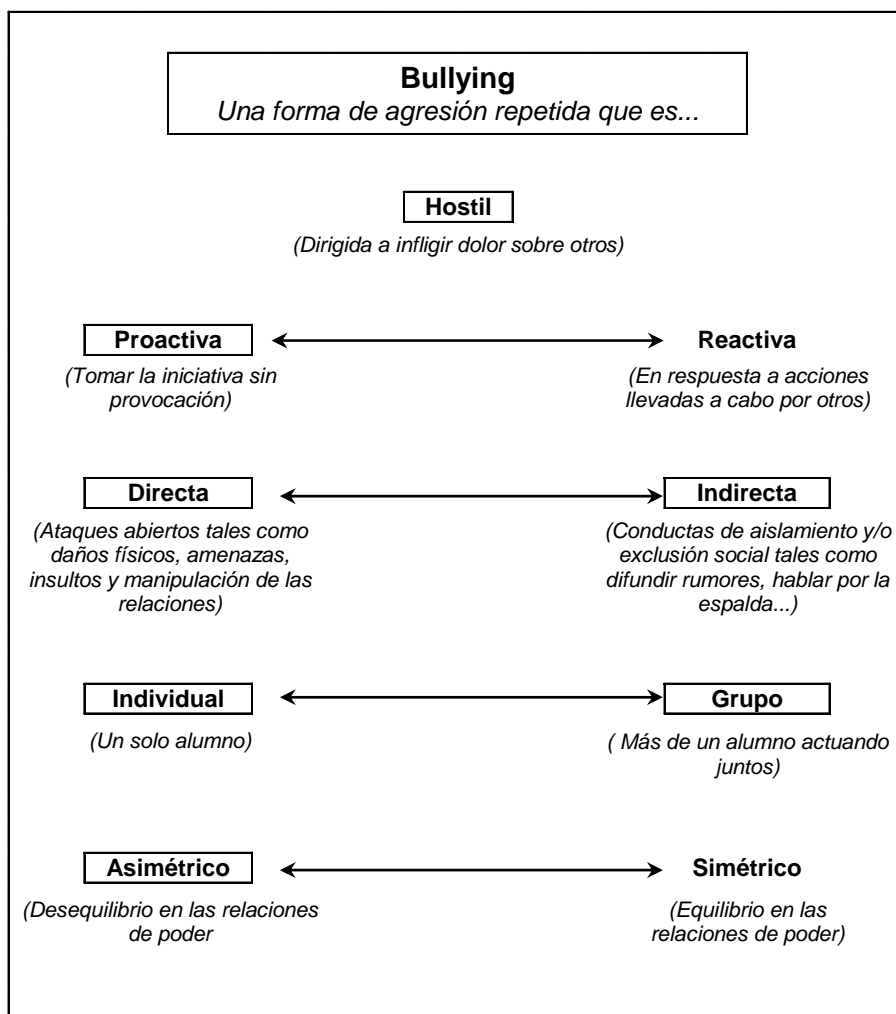 Bullying
Una forma de agresión repetida que es...
Hostil
(Dirigida a infligir dolor sobre otros)
Proactiva
(Tomar la iniciativa sin
provocación)
Reactiva
(En respuesta a acciones
llevadas a cabo por otros)
Directa
(Ataques abiertos tales como
daños físicos, amenazas,
insultos y manipulación de las
relaciones)
Indirecta
(Conductas de aislamiento y/o
exclusión social tales como
difundir rumores, hablar por la
espalda...)
Individual
(Un solo alumno)
Grupo
( Más de un alumno actuando
juntos)
Asimétrico
(Desequilibrio en las relaciones
de poder
Simétrico
(Equilibrio en las
relaciones de poder)